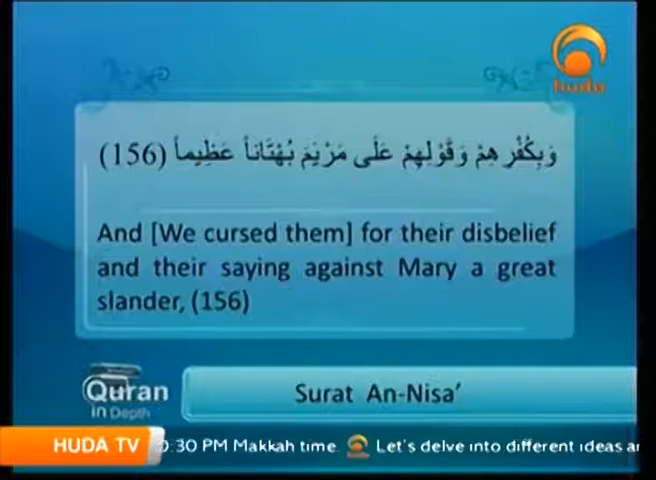 huda
وَبِكُفْرِهِمْ وَقَوْلِهِمْ عَلَى مَرْيَمَ بُهْتَاناً عَظِيماً (156)
And [We cursed them] for their disbelief
and their saying against Mary a great
slander, (156)
Quran
in Depth
Surat An-Nisa’
HUDA TV
:30 PM Makkah time. Let's delve into different ideas